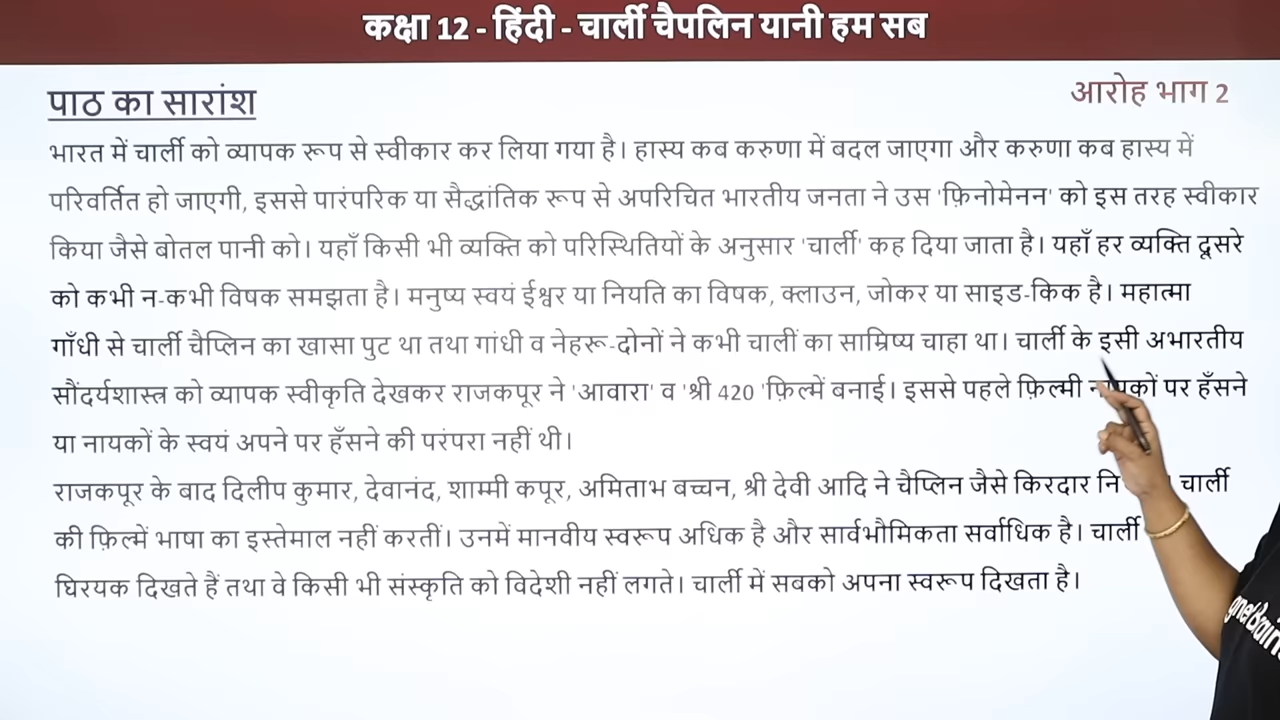 कक्षा 12 - हिंदी - चार्ली चैपलिन यानी हम सब
पाठ का सारांश
आरोह भाग 2
भारत में चार्ली को व्यापक रूप से स्वीकार कर लिया गया है। हास्य कब करुणा में बदल जाएगा और करुणा कब हास्य में
परिवर्तित हो जाएगी, इससे पारंपरिक या सैद्धांतिक रूप से अपरिचित भारतीय जनता ने उस 'फ़िनोमेनन' को इस तरह स्वीकार
किया जैसे बोतल पानी को। यहाँ किसी भी व्यक्ति को परिस्थितियों के अनुसार 'चार्ली' कह दिया जाता है। यहाँ हर व्यक्ति दूसरे
को कभी न-कभी विषक समझता है। मनुष्य स्वयं ईश्वर या नियति का विषक, क्लाउन, जोकर या साइड-किक है। महात्मा
गाँधी से चार्ली चैप्लिन का खासा पुट था तथा गांधी व नेहरू-दोनों ने कभी चालीं का साम्रिष्य चाहा था। चार्ली के इसी अभारतीय
सौंदर्यशास्त्र को व्यापक स्वीकृति देखकर राजकपूर ने 'आवारा' व 'श्री 420 'फ़िल्में बनाई। इससे पहले फ़िल्मी पर हँसने
या नायकों के स्वयं अपने पर हँसने की परंपरा नहीं थी।
राजकपूर के बाद दिलीप कुमार, देवानंद, शाम्मी कपूर, अमिताभ बच्चन, श्री देवी आदि ने चैप्लिन जैसे किरदार चार्ली
की फ़िल्में भाषा का इस्तेमाल नहीं करतीं। उनमें मानवीय स्वरूप अधिक है और सार्वभौमिकता सर्वाधिक है। चार्ली
घिरयक दिखते हैं तथा वे किसी भी संस्कृति को विदेशी नहीं लगते। चार्ली में सबको अपना स्वरूप दिखता है।